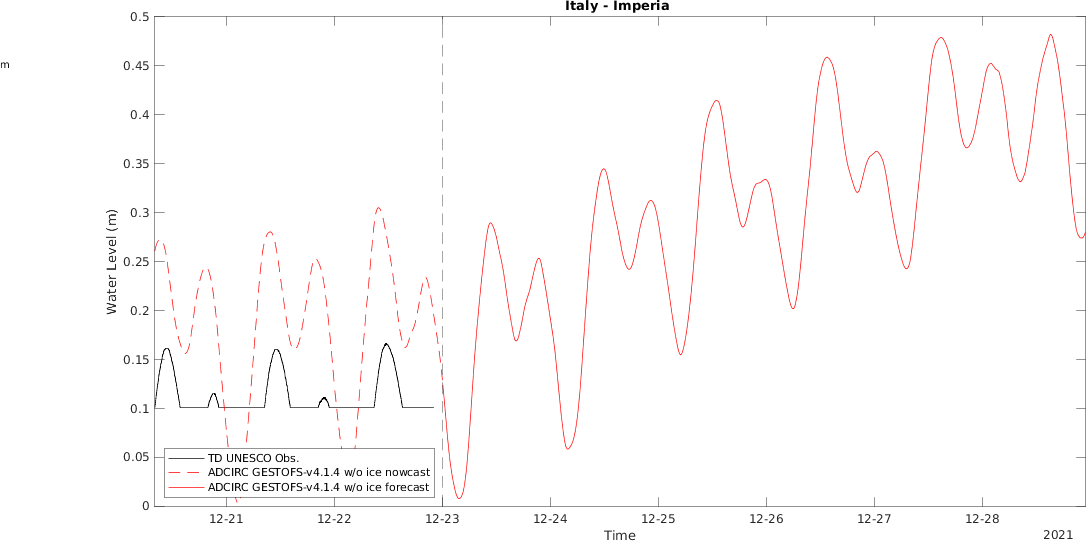 Italy - Imperia
m
0.5
0.45
0.4
0.35
0.3
0.25
0.2
0.15
0.1
0.05
0
Water Level (m)
TD UNESCO Obs.
ADCIRC GESTOFS-v4.1.4 w/o ice nowcast
ADCIRC GESTOFS-v4.1.4 w/o ice forecast
12-21 12-22 12-23 12-24 12-25 12-26 12-27 12-28
Time
2021